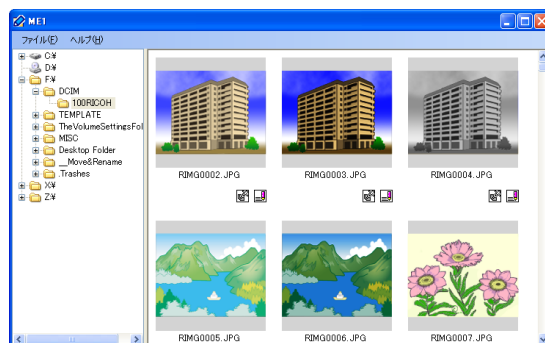 ME1
ファイル(F) ヘルプ(H)
C:¥
D:¥
F:¥
DCIM
100RICOH
TEMPLATE
TheVolumeSettingsFol
MISC
Desktop Folder
__Move&Rename
.Trashes
X:¥
Z:¥
RIMG0002.JPG
RIMG0003.JPG
RIMG0004.JPG
RIMG0005.JPG
RIMG0006.JPG
RIMG0007.JPG